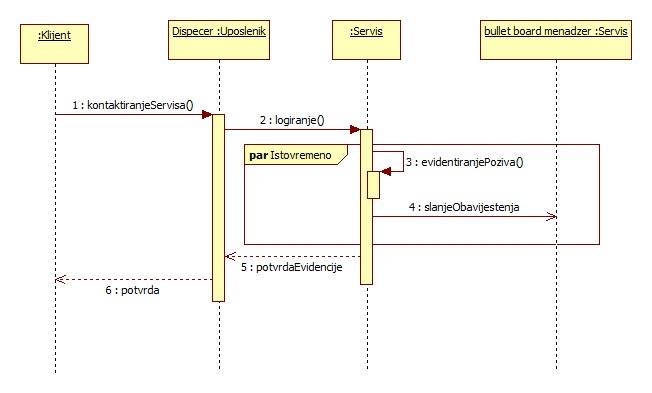 :Klijent
Dispecer :Uposlenik
:Servis
bullet board menadzer :Servis
1 : kontaktiranjeServisa()
2 : logiranje()
par Istovremeno
3 : evidentiranjePoziva()
4 : slanjeObavijestenja
5 : potvrdaEvidencije
6 : potvrda